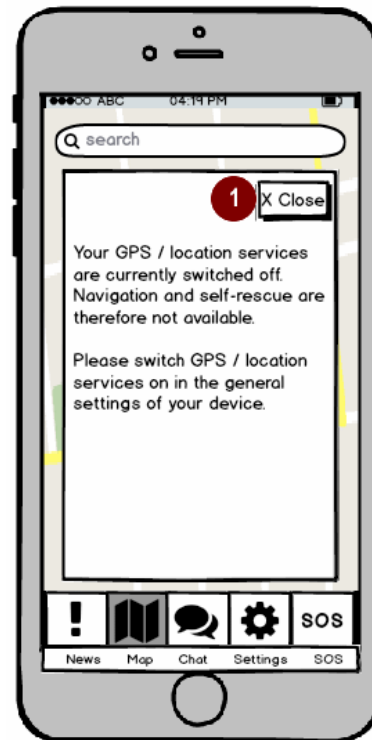 ABC 04:19 PM
search
1 X Close
Your GPS / location services
are currently switched off.
Navigation and self-rescue are
therefore not available.
Please switch GPS / location
services on in the general
settings of your device.
! SOS
News Map Chat Settings SOS